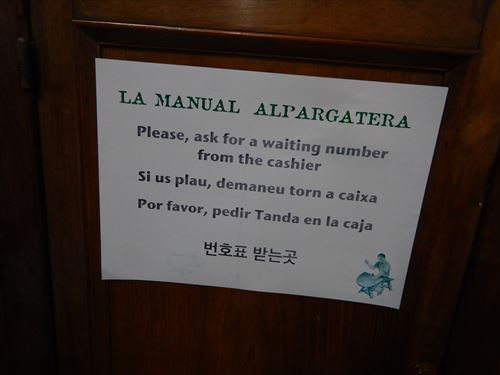 LA MANUAL ALPARGATERA
Please, ask for a waiting number
from the cashier
Si us plau, demaneu torn a caixa
Por favor, pedir Tanda en la caja
번호표 받는곳